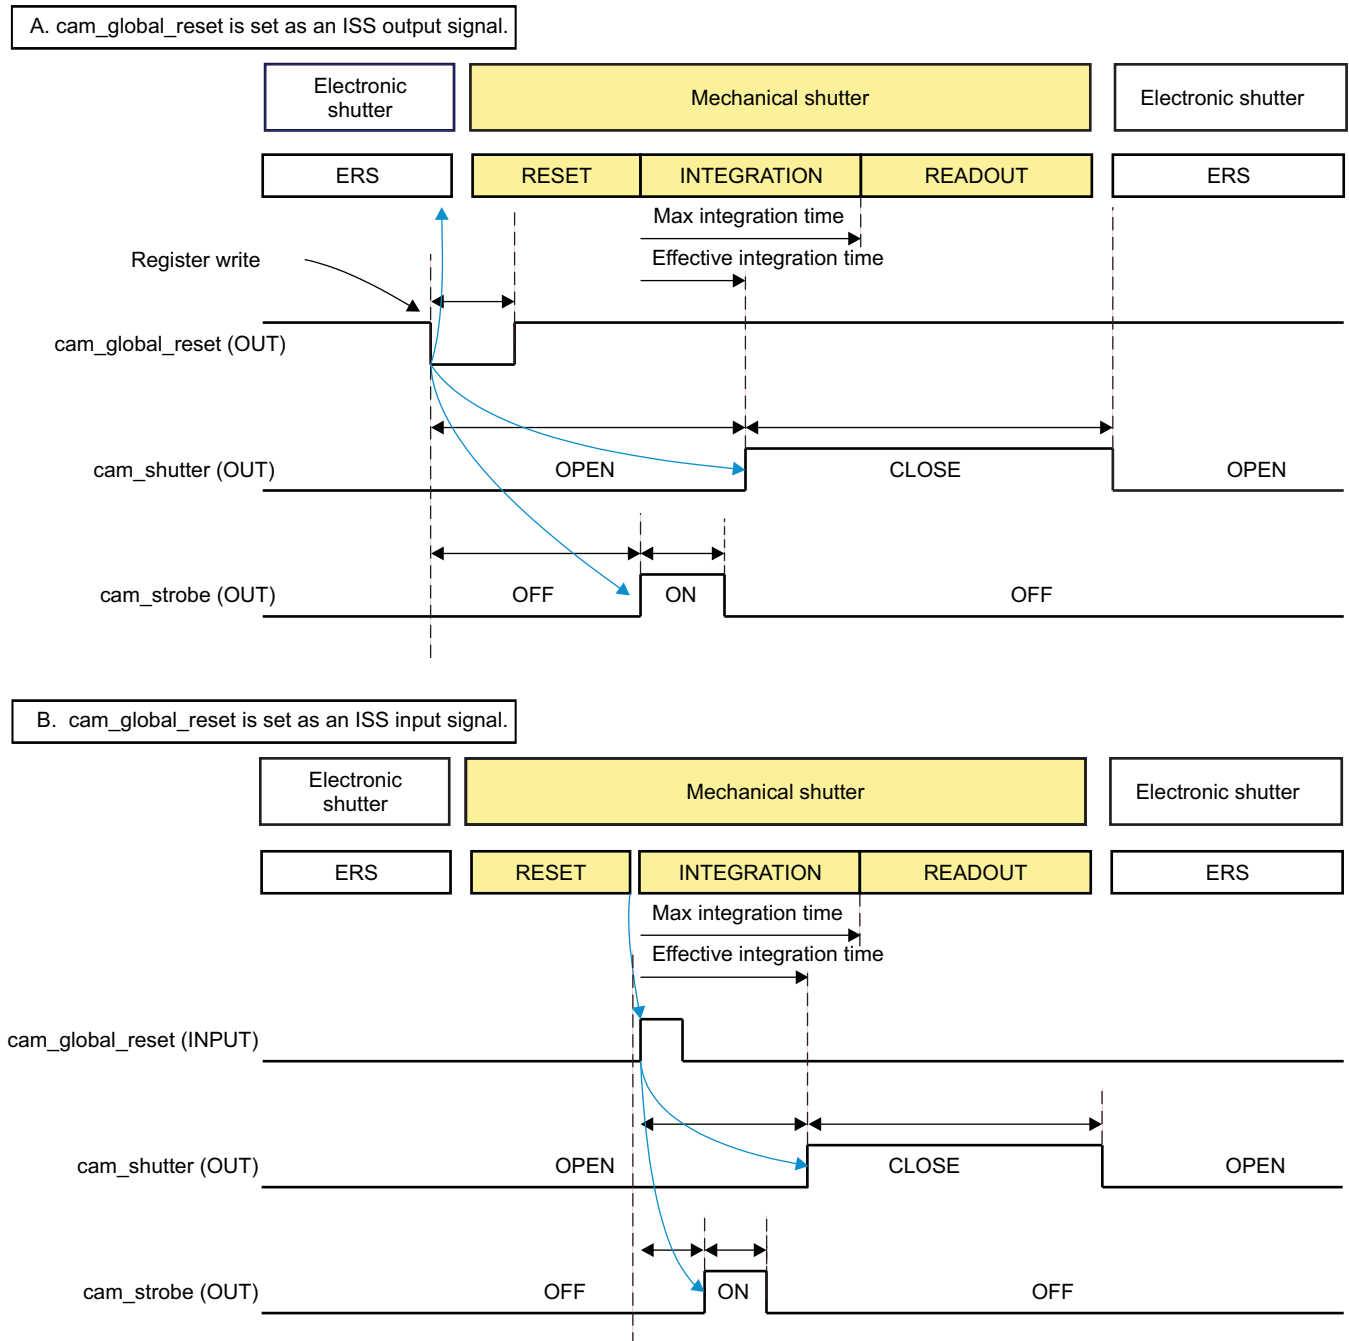 A. cam_global_reset is set as an ISS output signal.
Electronic
shutter
Mechanical shutter
Electronic shutter
ERS
RESET
INTEGRATION
READOUT
ERS
Max integration time
Effective integration time
Register write
cam_global_reset (OUT)
cam_shutter (OUT)
OPEN
CLOSE
OPEN
cam_strobe (OUT)
OFF
ON
OFF
B. cam_global_reset is set as an ISS input signal.
Electronic
shutter
Mechanical shutter
Electronic shutter
ERS
RESET
INTEGRATION
READOUT
ERS
Max integration time
Effective integration time
cam_global_reset (INPUT)
cam_shutter (OUT)
OPEN
CLOSE
OPEN
cam_strobe (OUT)
OFF
ON
OFF